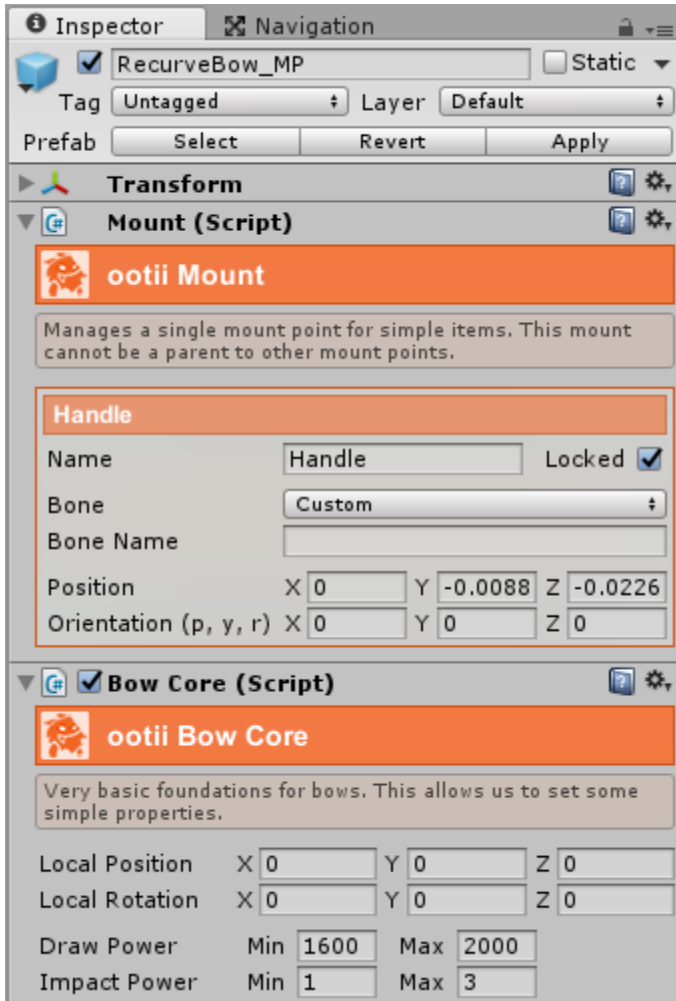 Inspector Navigation
RecurveBow_MP Static
Tag Untagged Layer Default
Prefab Select Revert Apply
Transform
Mount (Script)
ootii Mount
Manages a single mount point for simple items. This mount
cannot be a parent to other mount points.
Handle
Name Handle Locked
Bone Custom
Bone Name
Position X 0 Y -0.0088 Z -0.0226
Orientation (p, y, r) X 0 Y 0 Z 0
C# Bow Core (Script)
ootii Bow Core
Very basic foundations for bows. This allows us to set some
simple properties.
Local Position X 0 Y 0 Z 0
Local Rotation X 0 Y 0 Z 0
Draw Power Min 1600 Max 2000
Impact Power Min 1 Max 3